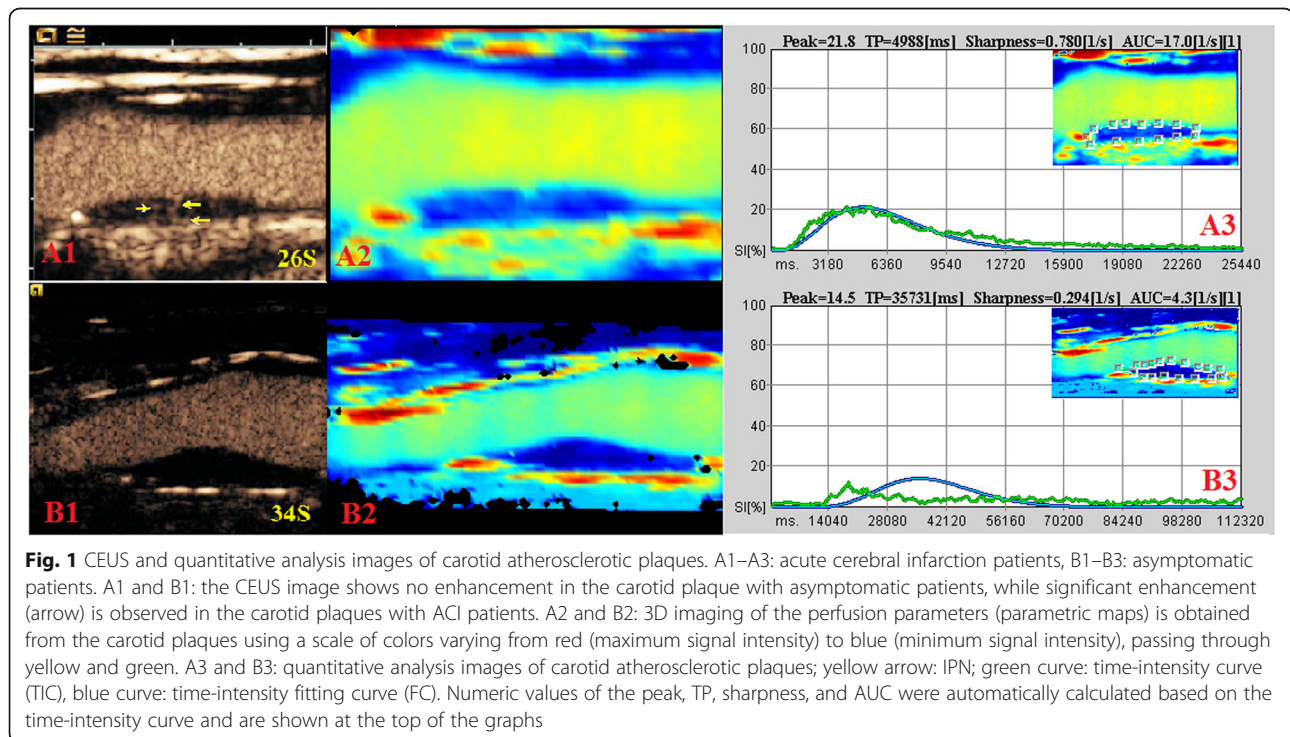 A1
26S
A2
Peak=21.8 TP=4988[ms] Sharpness=0.780[1/s] AUC=17.0[1/s][1]
100
80
60
40
20
SI[%]
ms. 3180 6360 9540 12720 15900 19080 22260 25440
A3
B1
34S
B2
Peak=14.5 TP=35731[ms] Sharpness=0.294[1/s] AUC=4.3[1/s][1]
100
80
60
40
20
SI[%]
ms. 14040 28080 42120 56160 70200 84240 98280 112320
B3
Fig. 1 CEUS and quantitative analysis images of carotid atherosclerotic plaques. A1–A3: acute cerebral infarction patients, B1–B3: asymptomatic
patients. A1 and B1: the CEUS image shows no enhancement in the carotid plaque with asymptomatic patients, while significant enhancement
(arrow) is observed in the carotid plaques with ACI patients. A2 and B2: 3D imaging of the perfusion parameters (parametric maps) is obtained
from the carotid plaques using a scale of colors varying from red (maximum signal intensity) to blue (minimum signal intensity), passing through
yellow and green. A3 and B3: quantitative analysis images of carotid atherosclerotic plaques; yellow arrow: IPN; green curve: time-intensity curve
(TIC), blue curve: time-intensity fitting curve (FC). Numeric values of the peak, TP, sharpness, and AUC were automatically calculated based on the
time-intensity curve and are shown at the top of the graphs